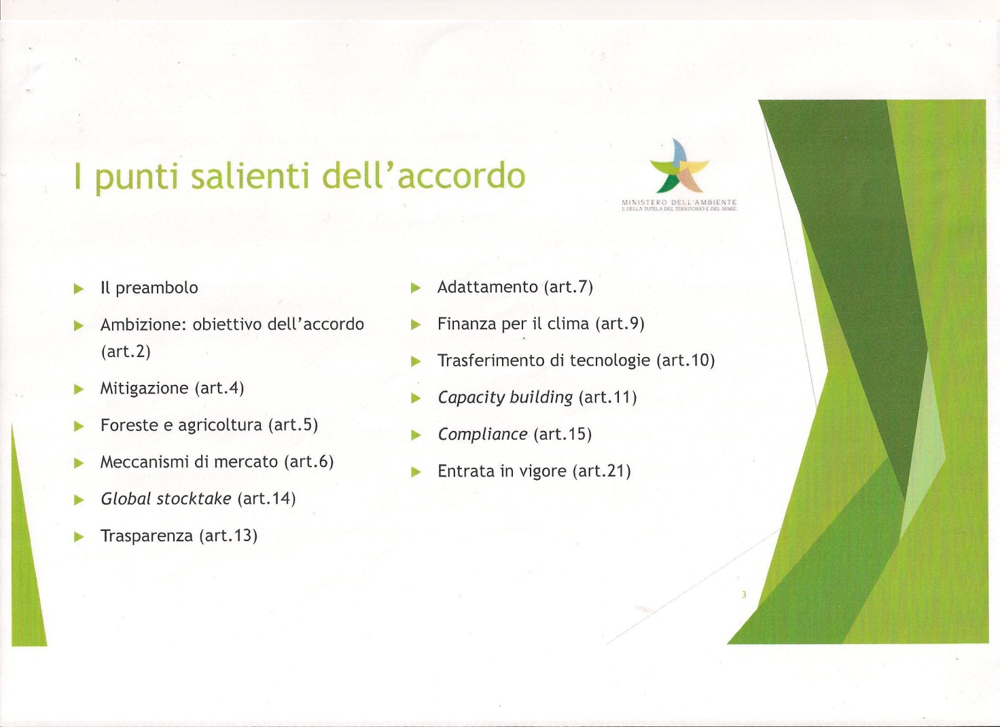 I punti salienti dell'accordo
MINISTERO DELL'AMBIENTE
E DELLA TUTELA DEL TERRITORIO E DEL MARE
Il preambolo
Ambizione: obiettivo dell'accordo
(art.2)
Mitigazione (art.4)
Foreste e agricoltura (art.5)
Meccanismi di mercato (art.6)
Global stocktake (art.14)
Trasparenza (art.13)
Adattamento (art.7)
Finanza per il clima (art.9)
Trasferimento di tecnologie (art.10)
Capacity building (art.11)
Compliance (art.15)
Entrata in vigore (art.21)
3